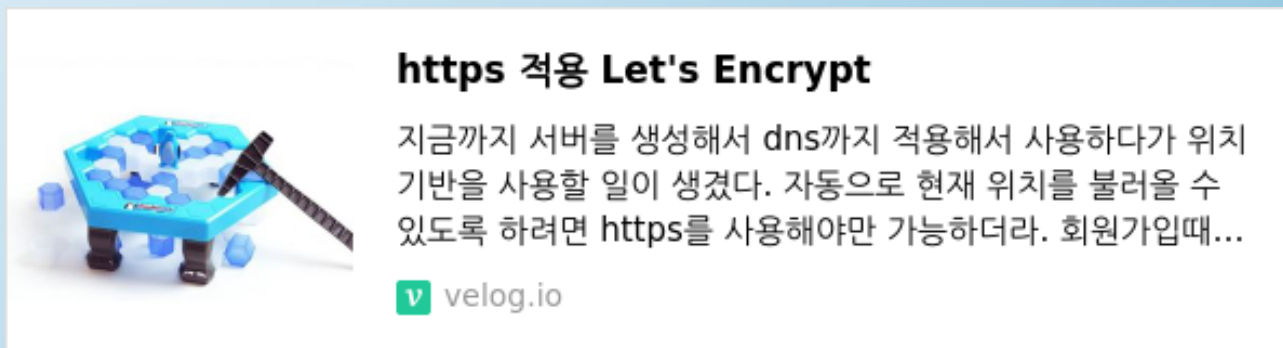 https 적용 Let's Encrypt
지금까지 서버를 생성해서 dns까지 적용해서 사용하다가 위치
기반을 사용할 일이 생겼다. 자동으로 현재 위치를 불러올 수
있도록 하려면 https를 사용해야만 가능하더라. 회원가입때...
v velog.io